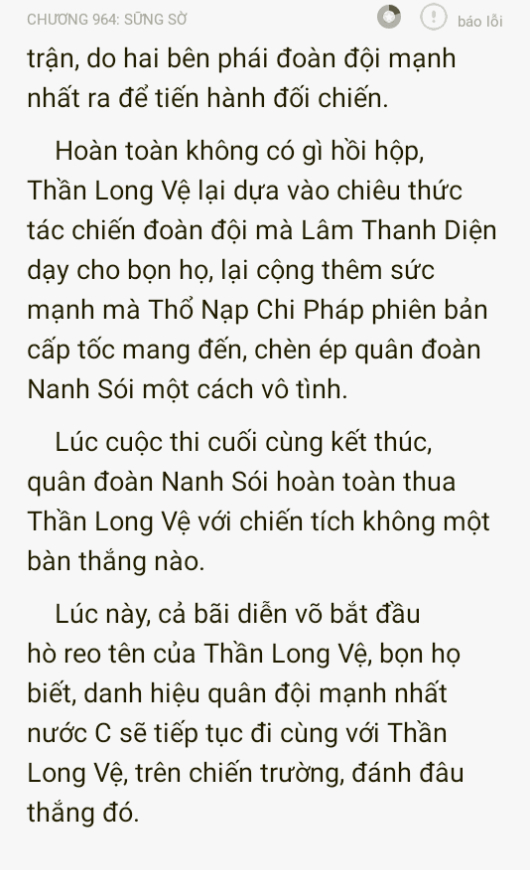 CHƯƠNG 964: SỮNG SỜ
báo lỗi
trận, do hai bên phái đoàn đội mạnh
nhất ra để tiến hành đối chiến.
Hoàn toàn không có gì hồi hộp,
Thần Long Vệ lại dựa vào chiêu thức
tác chiến đoàn đội mà Lâm Thanh Diện
dạy cho bọn họ, lại cộng thêm sức
mạnh mà Thổ Nạp Chi Pháp phiên bản
cấp tốc mang đến, chèn ép quân đoàn
Nanh Sói một cách vô tình.
Lúc cuộc thi cuối cùng kết thúc,
quân đoàn Nanh Sói hoàn toàn thua
Thần Long Vệ với chiến tích không một
bàn thắng nào.
Lúc này, cả bãi diễn võ bắt đầu
hò reo tên của Thần Long Vệ, bọn họ
biết, danh hiệu quân đội mạnh nhất
nước C sẽ tiếp tục đi cùng với Thần
Long Vệ, trên chiến trường, đánh đâu
thắng đó.